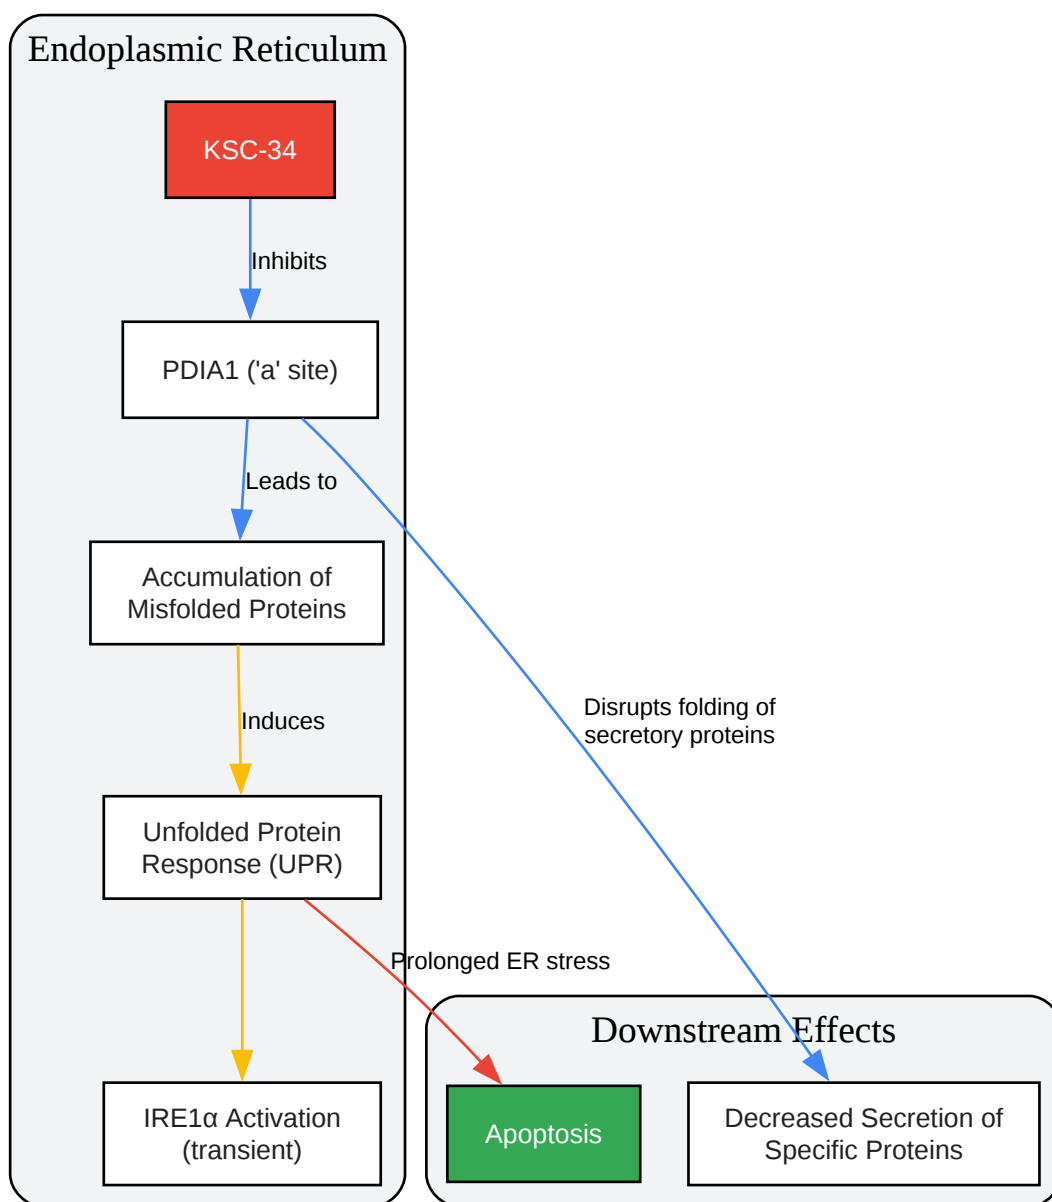 Endoplasmic Reticulum
KSC-34
Inhibits
PDIA1 ('a' site)
Leads to
Accumulation of
Misfolded Proteins
Disrupts folding of
secretory proteins
Induces
Unfolded Protein
Response (UPR)
Prolonged ER stress
Downstream Effects
IRE1α Activation
(transient)
Apoptosis
Decreased Secretion of
Specific Proteins